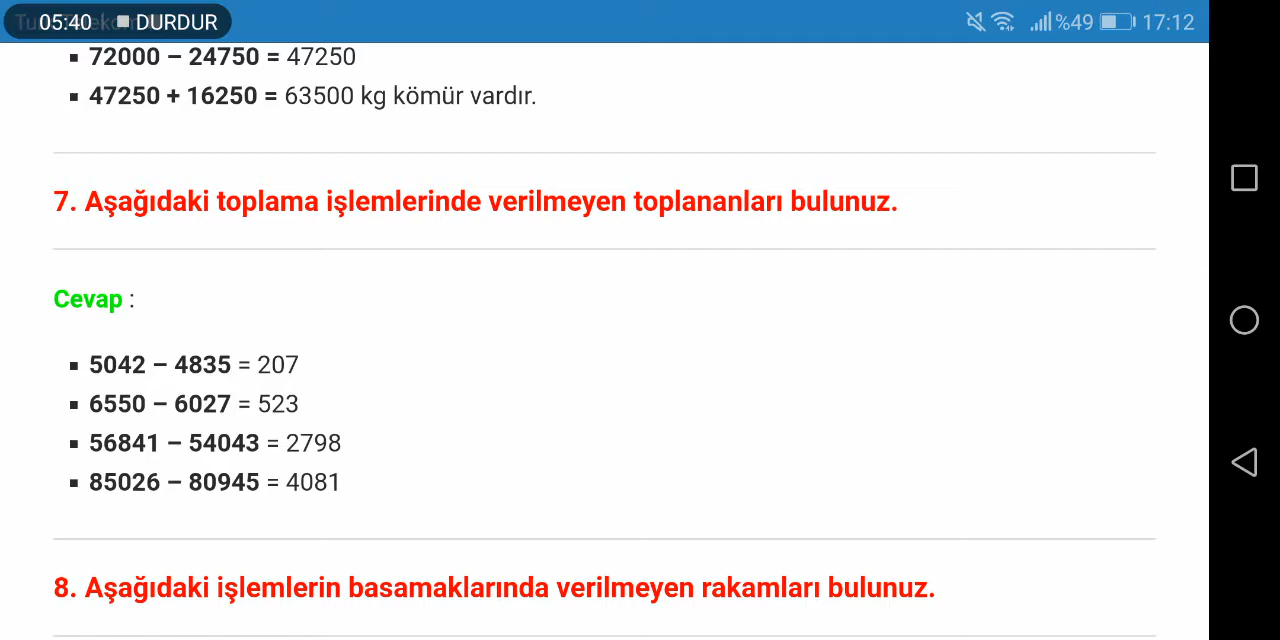 05:40 DURDUR %49 17:12
▪ 72000 – 24750 = 47250
▪ 47250 + 16250 = 63500 kg kömür vardır.
7. Aşağıdaki toplama işlemlerinde verilmeyen toplananları bulunuz.
Cevap :
▪ 5042 – 4835 = 207
▪ 6550 – 6027 = 523
▪ 56841 – 54043 = 2798
▪ 85026 – 80945 = 4081
8. Aşağıdaki işlemlerin basamaklarında verilmeyen rakamları bulunuz.